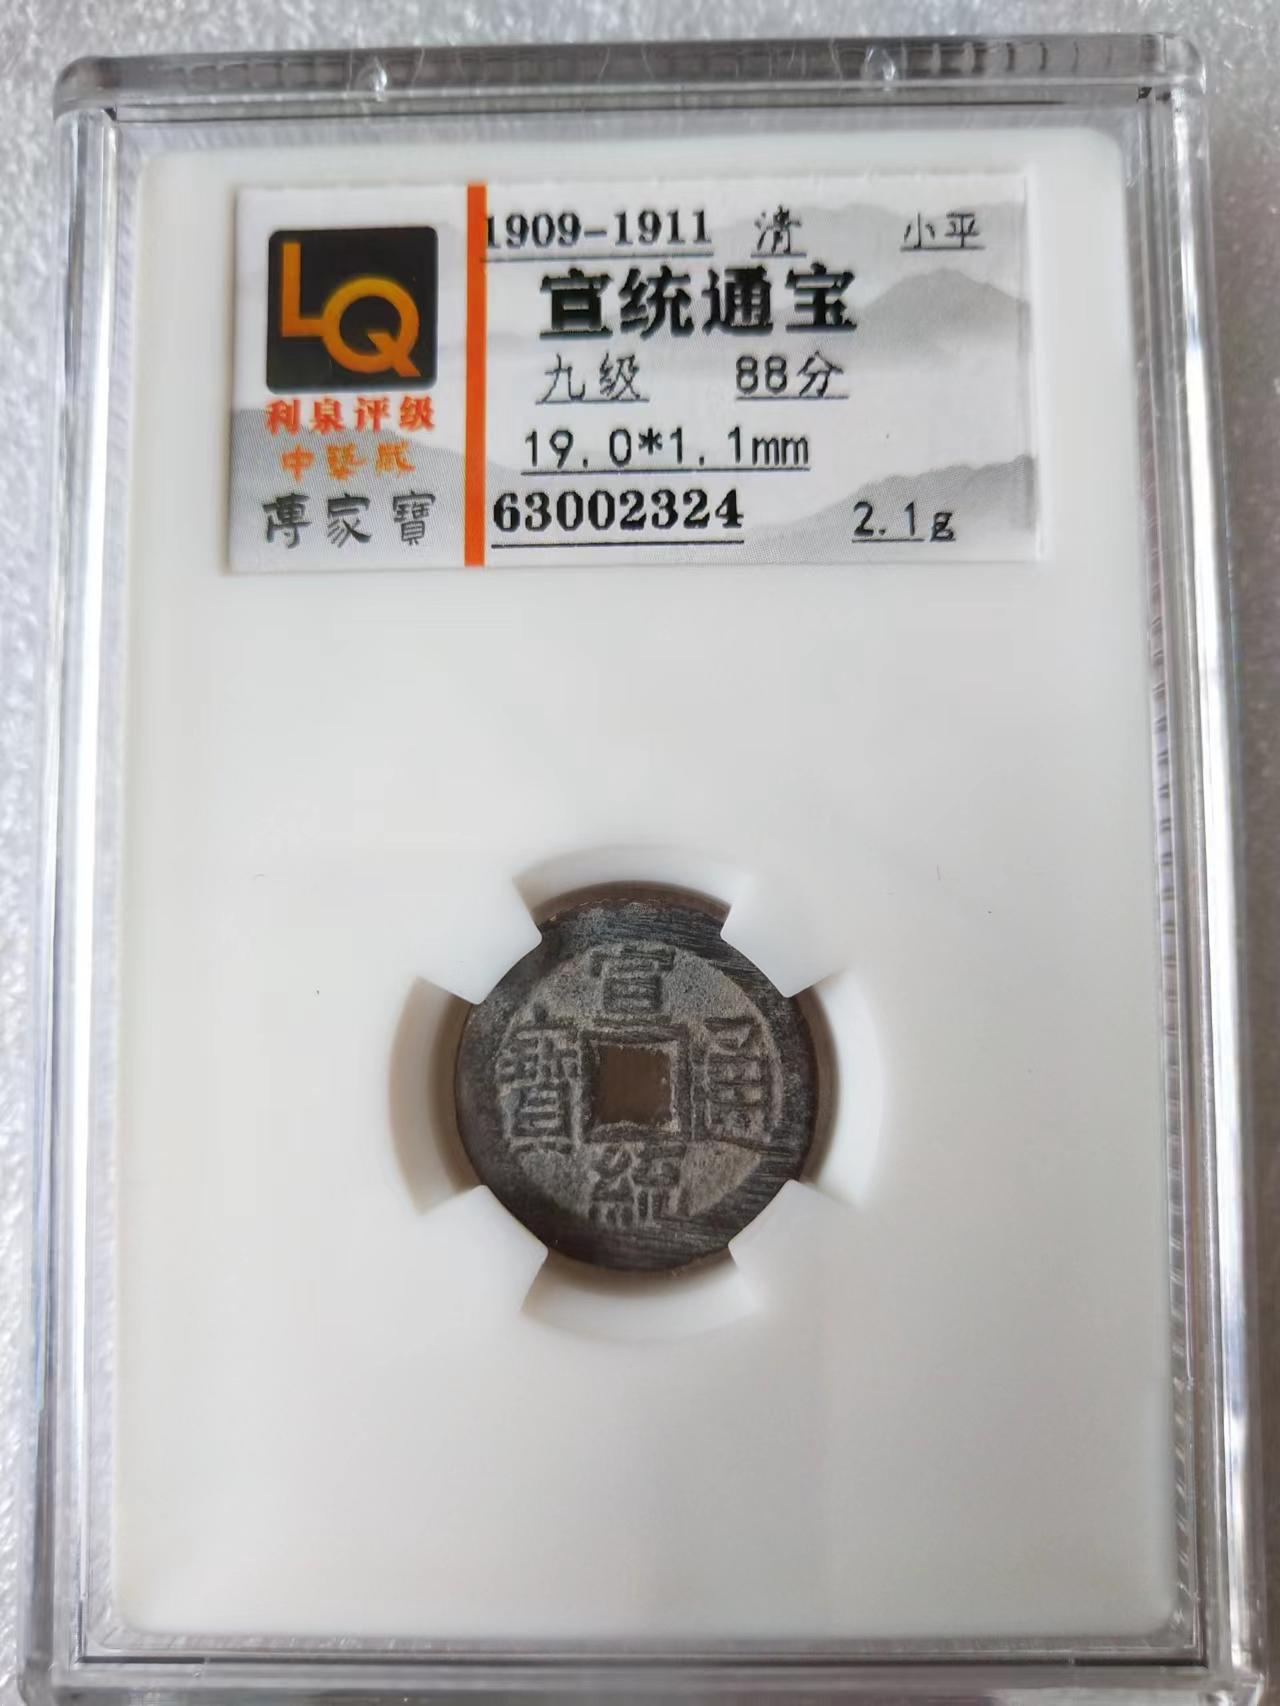 LQ
利泉评级
中艺威
傳家寶
1909-1911 清 小平
宣统通宝
九级 88分
19.0*1.1mm
63002324 2.1g
宣
寶 通
統